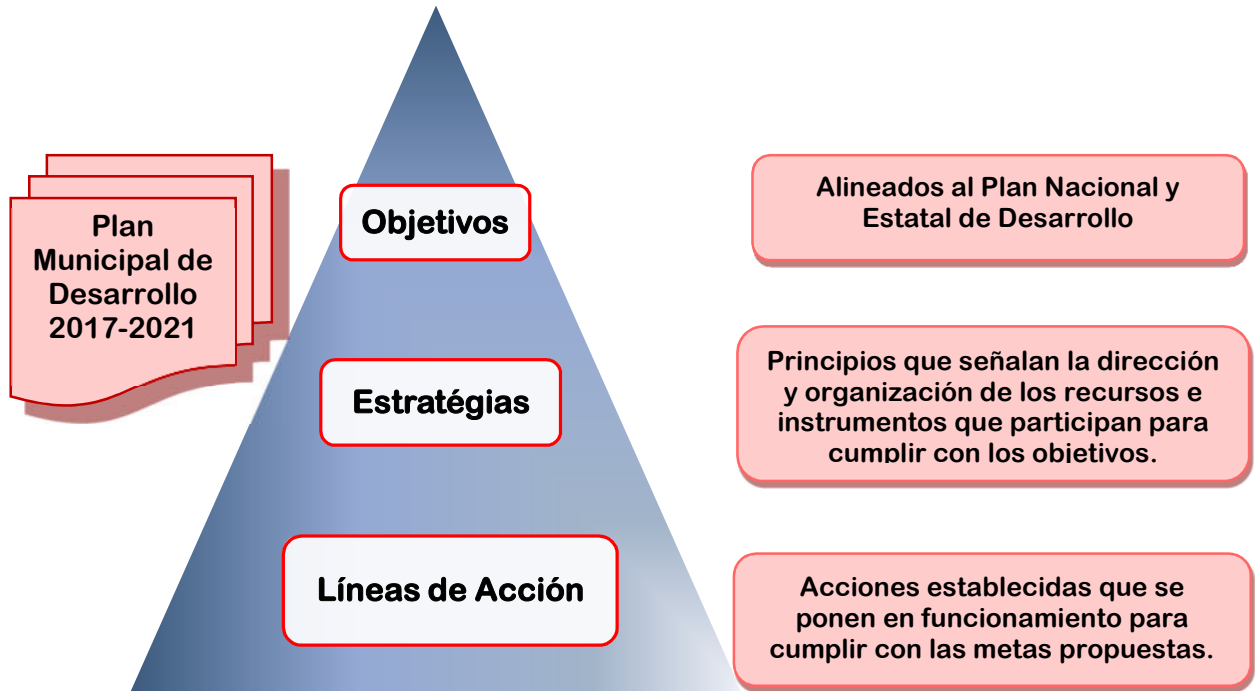 Plan
Municipal de
Desarrollo
2017-2021
Objetivos
Alineados al Plan Nacional y
Estatal de Desarrollo
Estratégias
Principios que señalan la dirección
y organización de los recursos e
instrumentos que participan para
cumplir con los objetivos.
Líneas de Acción
Acciones establecidas que se
ponen en funcionamiento para
cumplir con las metas propuestas.